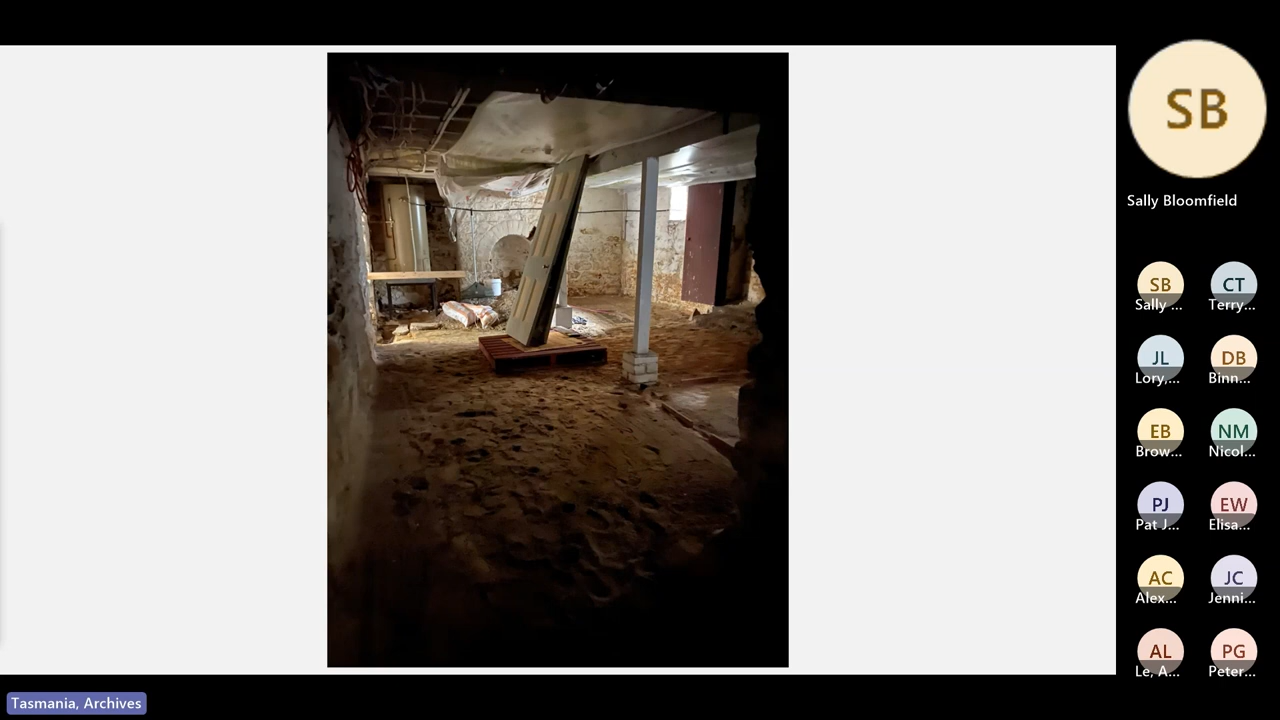 SB
Sally Bloomfield
SB
CT
Sally ...
Terry...
JL
DB
Lory,...
Binn...
EB
NM
Brow...
Nicol...
PJ
EW
Pat J...
Elisa...
AC
JC
Alex...
Jenni...
AL
PG
Le, A...
Peter...
Tasmania, Archives